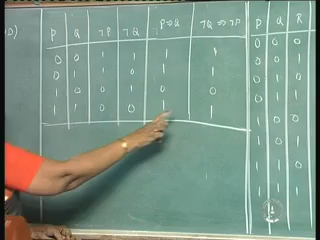 D)
P Q ¬P ¬Q P⇒Q ¬Q⇒¬P
0 0 1 1 1 1
0 1 1 0 1 1
1 0 0 1 0 0
1 1 0 0 1 1
P Q R
0 0 0
0 0 1
0 1 0
0 1 1
1 0 0
1 0 1
1 1 0
1 1 1